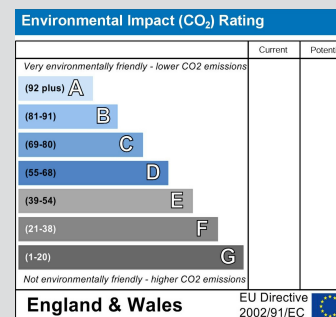 Environmental Impact (CO₂) Rating
Current Potenti
Very environmentally friendly - lower CO2 emissions
(92 plus) A
(81-91) B
(69-80) C
(55-68) D
(39-54) E
(21-38) F
(1-20) G
Not environmentally friendly - higher CO2 emissions
England & Wales
EU Directive
2002/91/EC